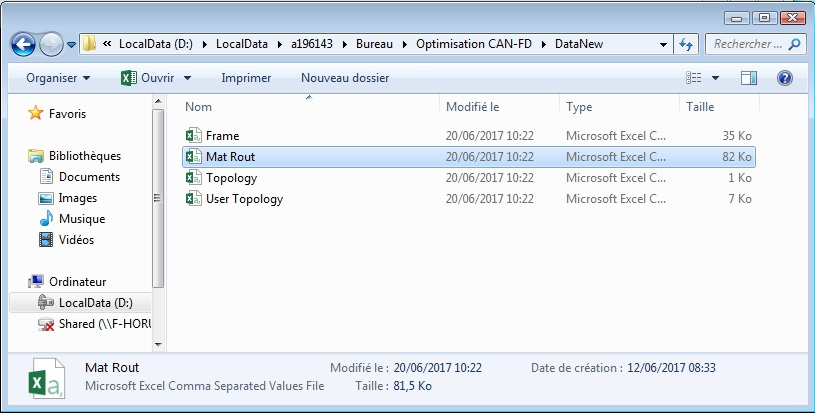 LocalData (D:) LocalData a196143 Bureau Optimisation CAN-FD DataNew Rechercher ...
Organiser Ouvrir Imprimer Nouveau dossier
Nom Modifié le Type Taille
Favoris
Bibliothèques
Documents
Images
Musique
Vidéos
Ordinateur
LocalData (D:)
Shared (\\F-HORU
Frame 20/06/2017 10:22 Microsoft Excel C... 35 Ko
Mat Rout 20/06/2017 10:22 Microsoft Excel C... 82 Ko
Topology 20/06/2017 10:22 Microsoft Excel C... 1 Ko
User Topology 20/06/2017 10:22 Microsoft Excel C... 7 Ko
Mat Rout Modifié le : 20/06/2017 10:22 Date de création : 12/06/2017 08:33
Microsoft Excel Comma Separated Values File Taille : 81,5 Ko